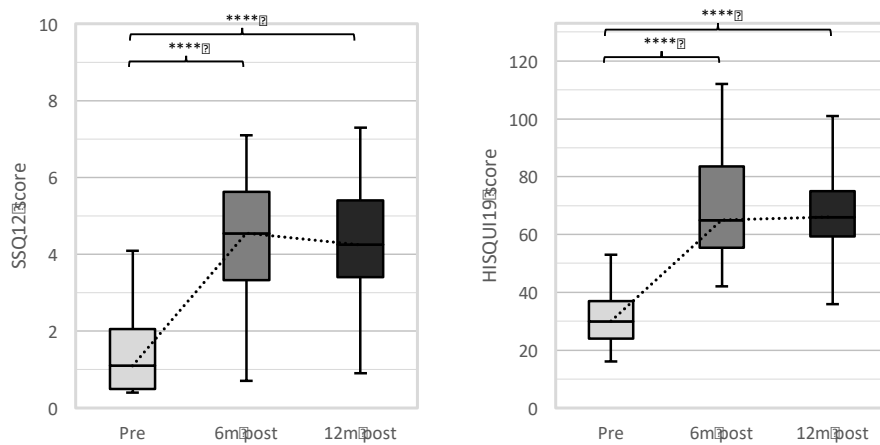 SSQ12 score
10
8
6
4
2
0
****
****
Pre
6m post
12m post
HISQUI19 score
120
100
80
60
40
20
0
****
****
Pre
6m post
12m post